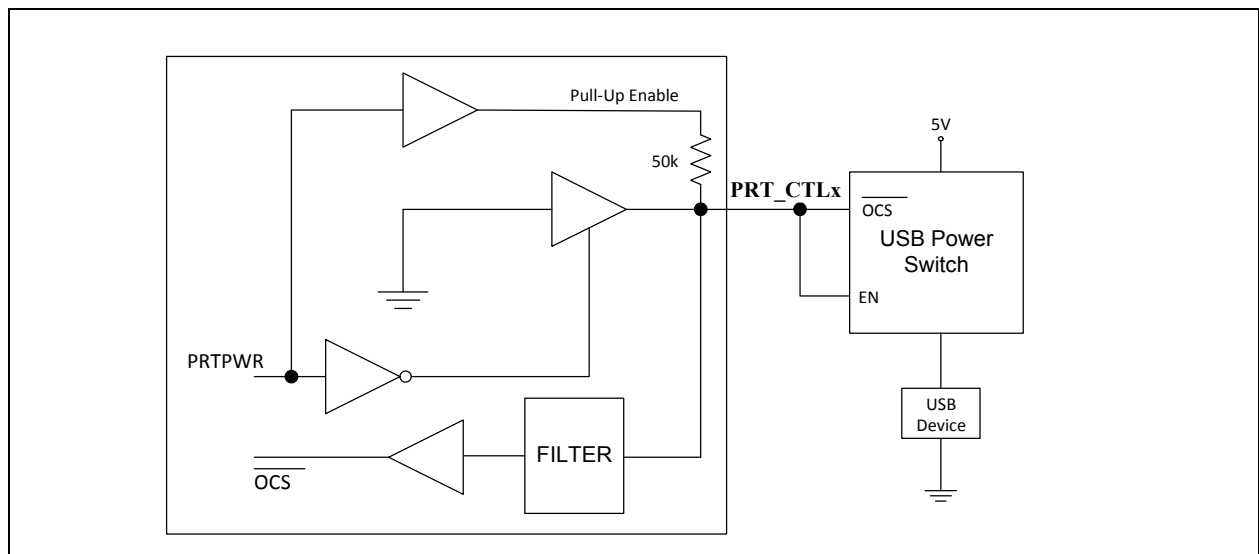 Pull-Up Enable
5V
50k
PRT_CTLx
OCS
USB Power
Switch
EN
PRTPWR
FILTER
USB
Device
OCS